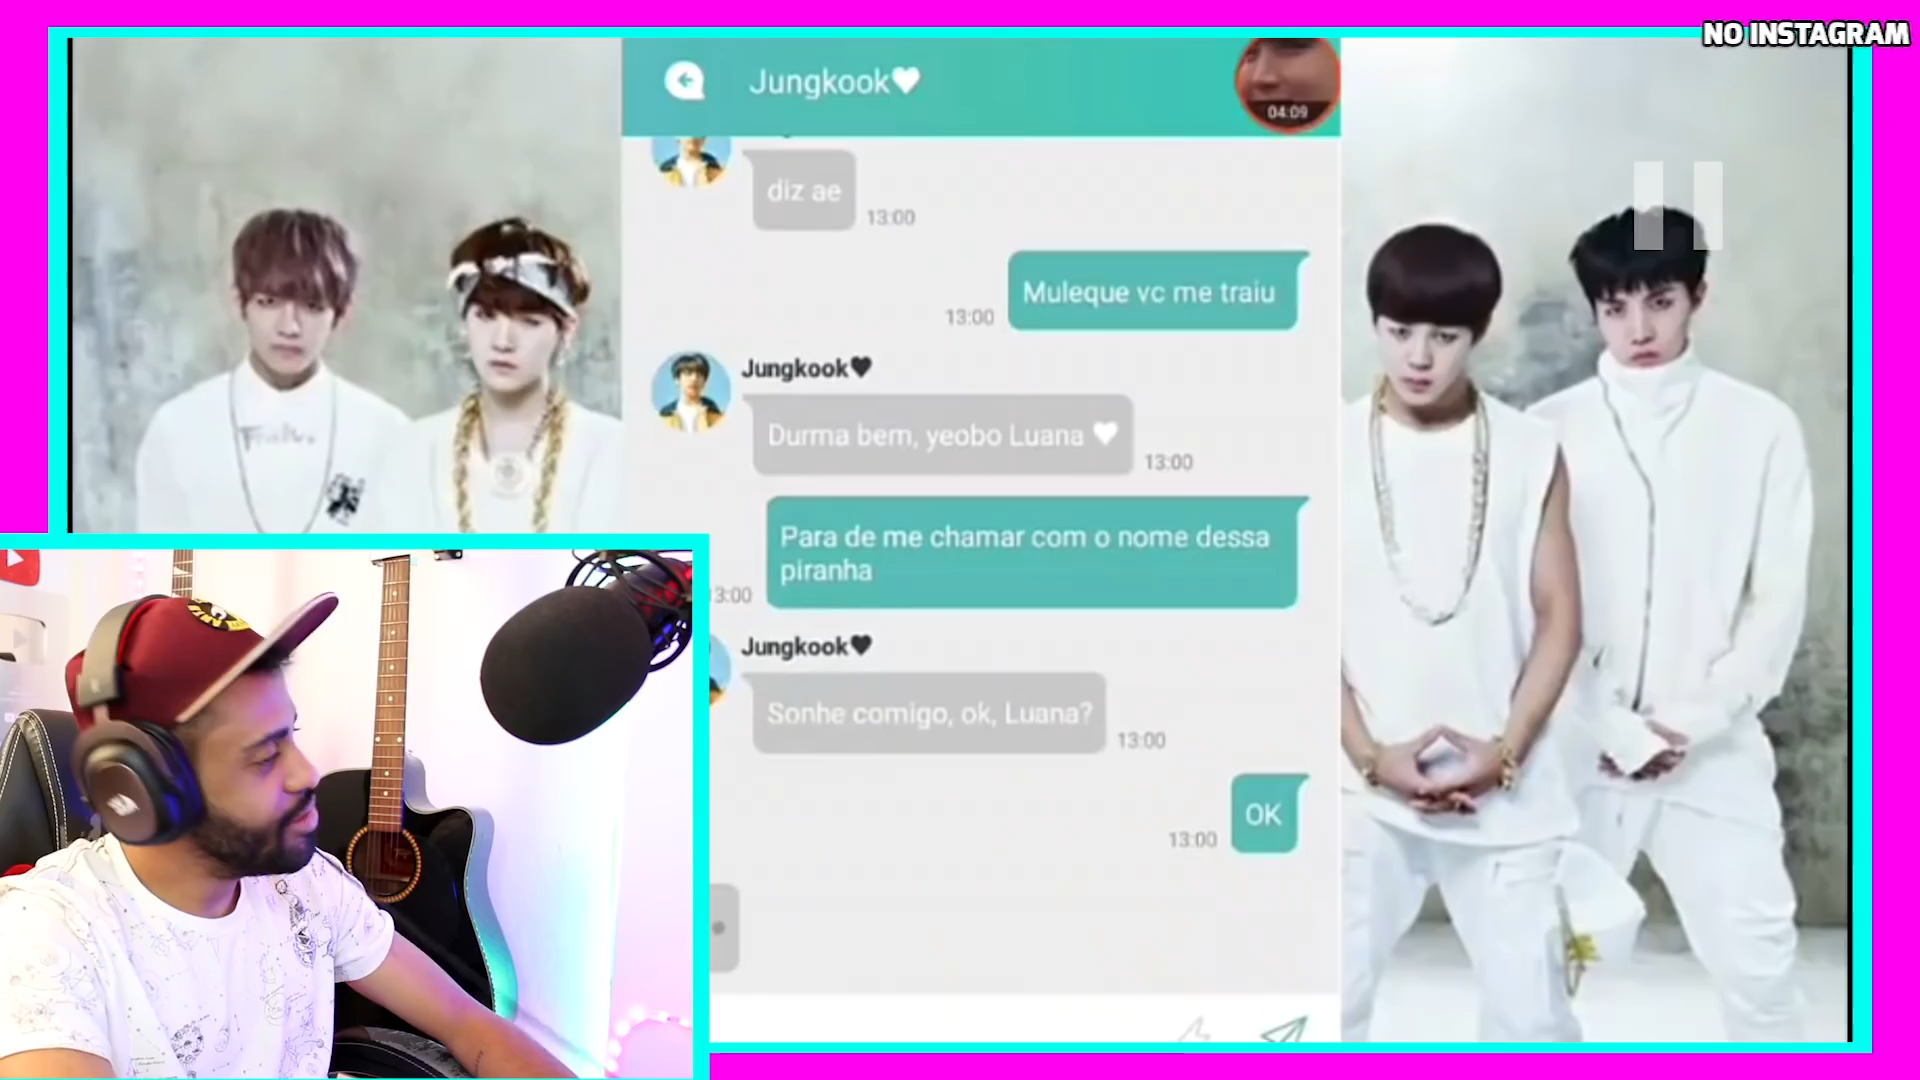 NO INSTAGRAM
Jungkook♥
04:09
diz ae
13:00
Muleque vc me traiu
13:00
Jungkook♥
Durma bem, yeobo Luana ♥
13:00
Para de me chamar com o nome dessa
piranha
3:00
Jungkook♥
Sonhe comigo, ok, Luana?
13:00
OK
13:00